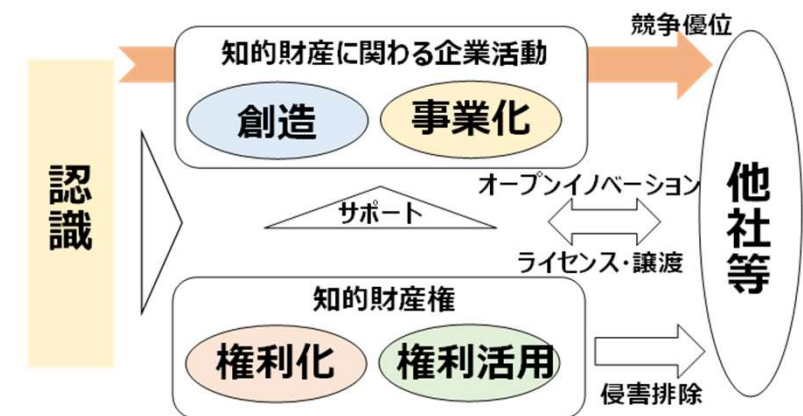 競争優位
知的財産に関わる企業活動
創造
事業化
認識
オープンイノベーション
サポート
ライセンス・譲渡
他社等
知的財産権
権利化
権利活用
侵害排除